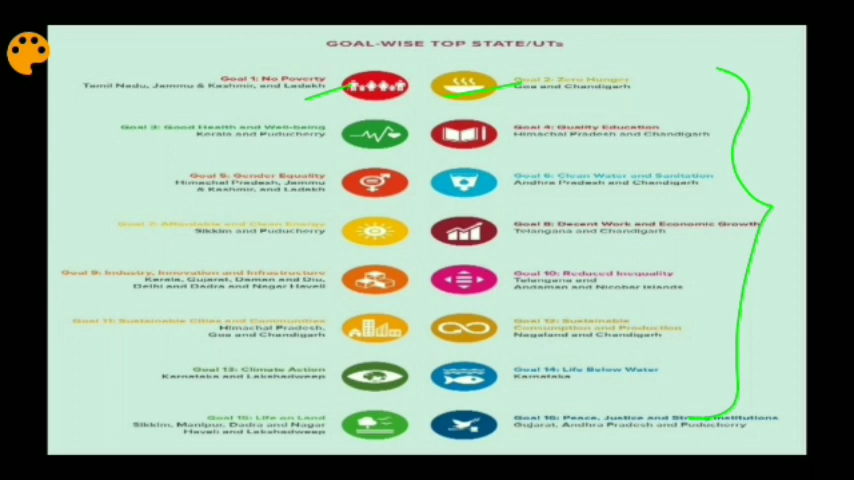 GOAL-WISE TOP STATE/UTs
Goal 1: No Poverty
Tamil Nadu, Jammu & Kashmir, and Ladakh
Goal 2: Zero Hunger
Goa and Chandigarh
Goal 3: Good Health and Well-being
Kerala and Puducherry
Goal 4: Quality Education
Himachal Pradesh and Chandigarh
Goal 5: Gender Equality
Himachal Pradesh, Jammu
& Kashmir, and Ladakh
Goal 6: Clean Water and Sanitation
Andhra Pradesh and Chandigarh
Goal 7: Affordable and Clean Energy
Sikkim and Puducherry
Goal 8: Decent Work and Economic Growth
Telangana and Chandigarh
Goal 9: Industry, Innovation and Infrastructure
Kerala, Gujarat, Daman and Diu,
Delhi and Dadra and Nagar Haveli
Goal 10: Reduced Inequality
Telangana and
Andaman and Nicobar Islands
Goal 11: Sustainable Cities and Communities
Himachal Pradesh,
Goa and Chandigarh
Goal 12: Sustainable
Consumption and Production
Nagaland and Chandigarh
Goal 13: Climate Action
Karnataka and Lakshadweep
Goal 14: Life Below Water
Karnataka
Goal 15: Life on Land
Sikkim, Manipur, Dadra and Nagar
Haveli and Lakshadweep
Goal 16: Peace, Justice and Strong Institutions
Gujarat, Andhra Pradesh and Puducherry